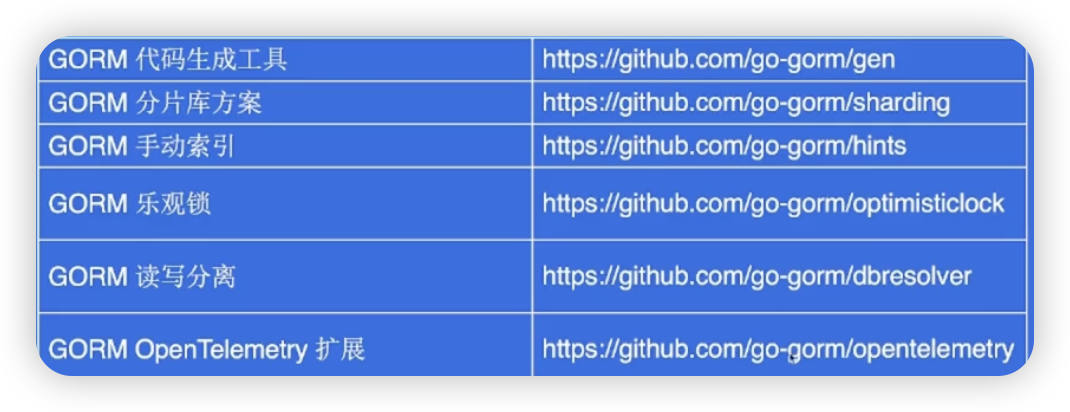 GORM 代码生成工具 https://github.com/go-gorm/gen
GORM 分片库方案 https://github.com/go-gorm/sharding
GORM 手动索引 https://github.com/go-gorm/hints
GORM 乐观锁 https://github.com/go-gorm/optimisticlock
GORM 读写分离 https://github.com/go-gorm/dbresolver
GORM OpenTelemetry 扩展 https://github.com/go-gorm/opentelemetry